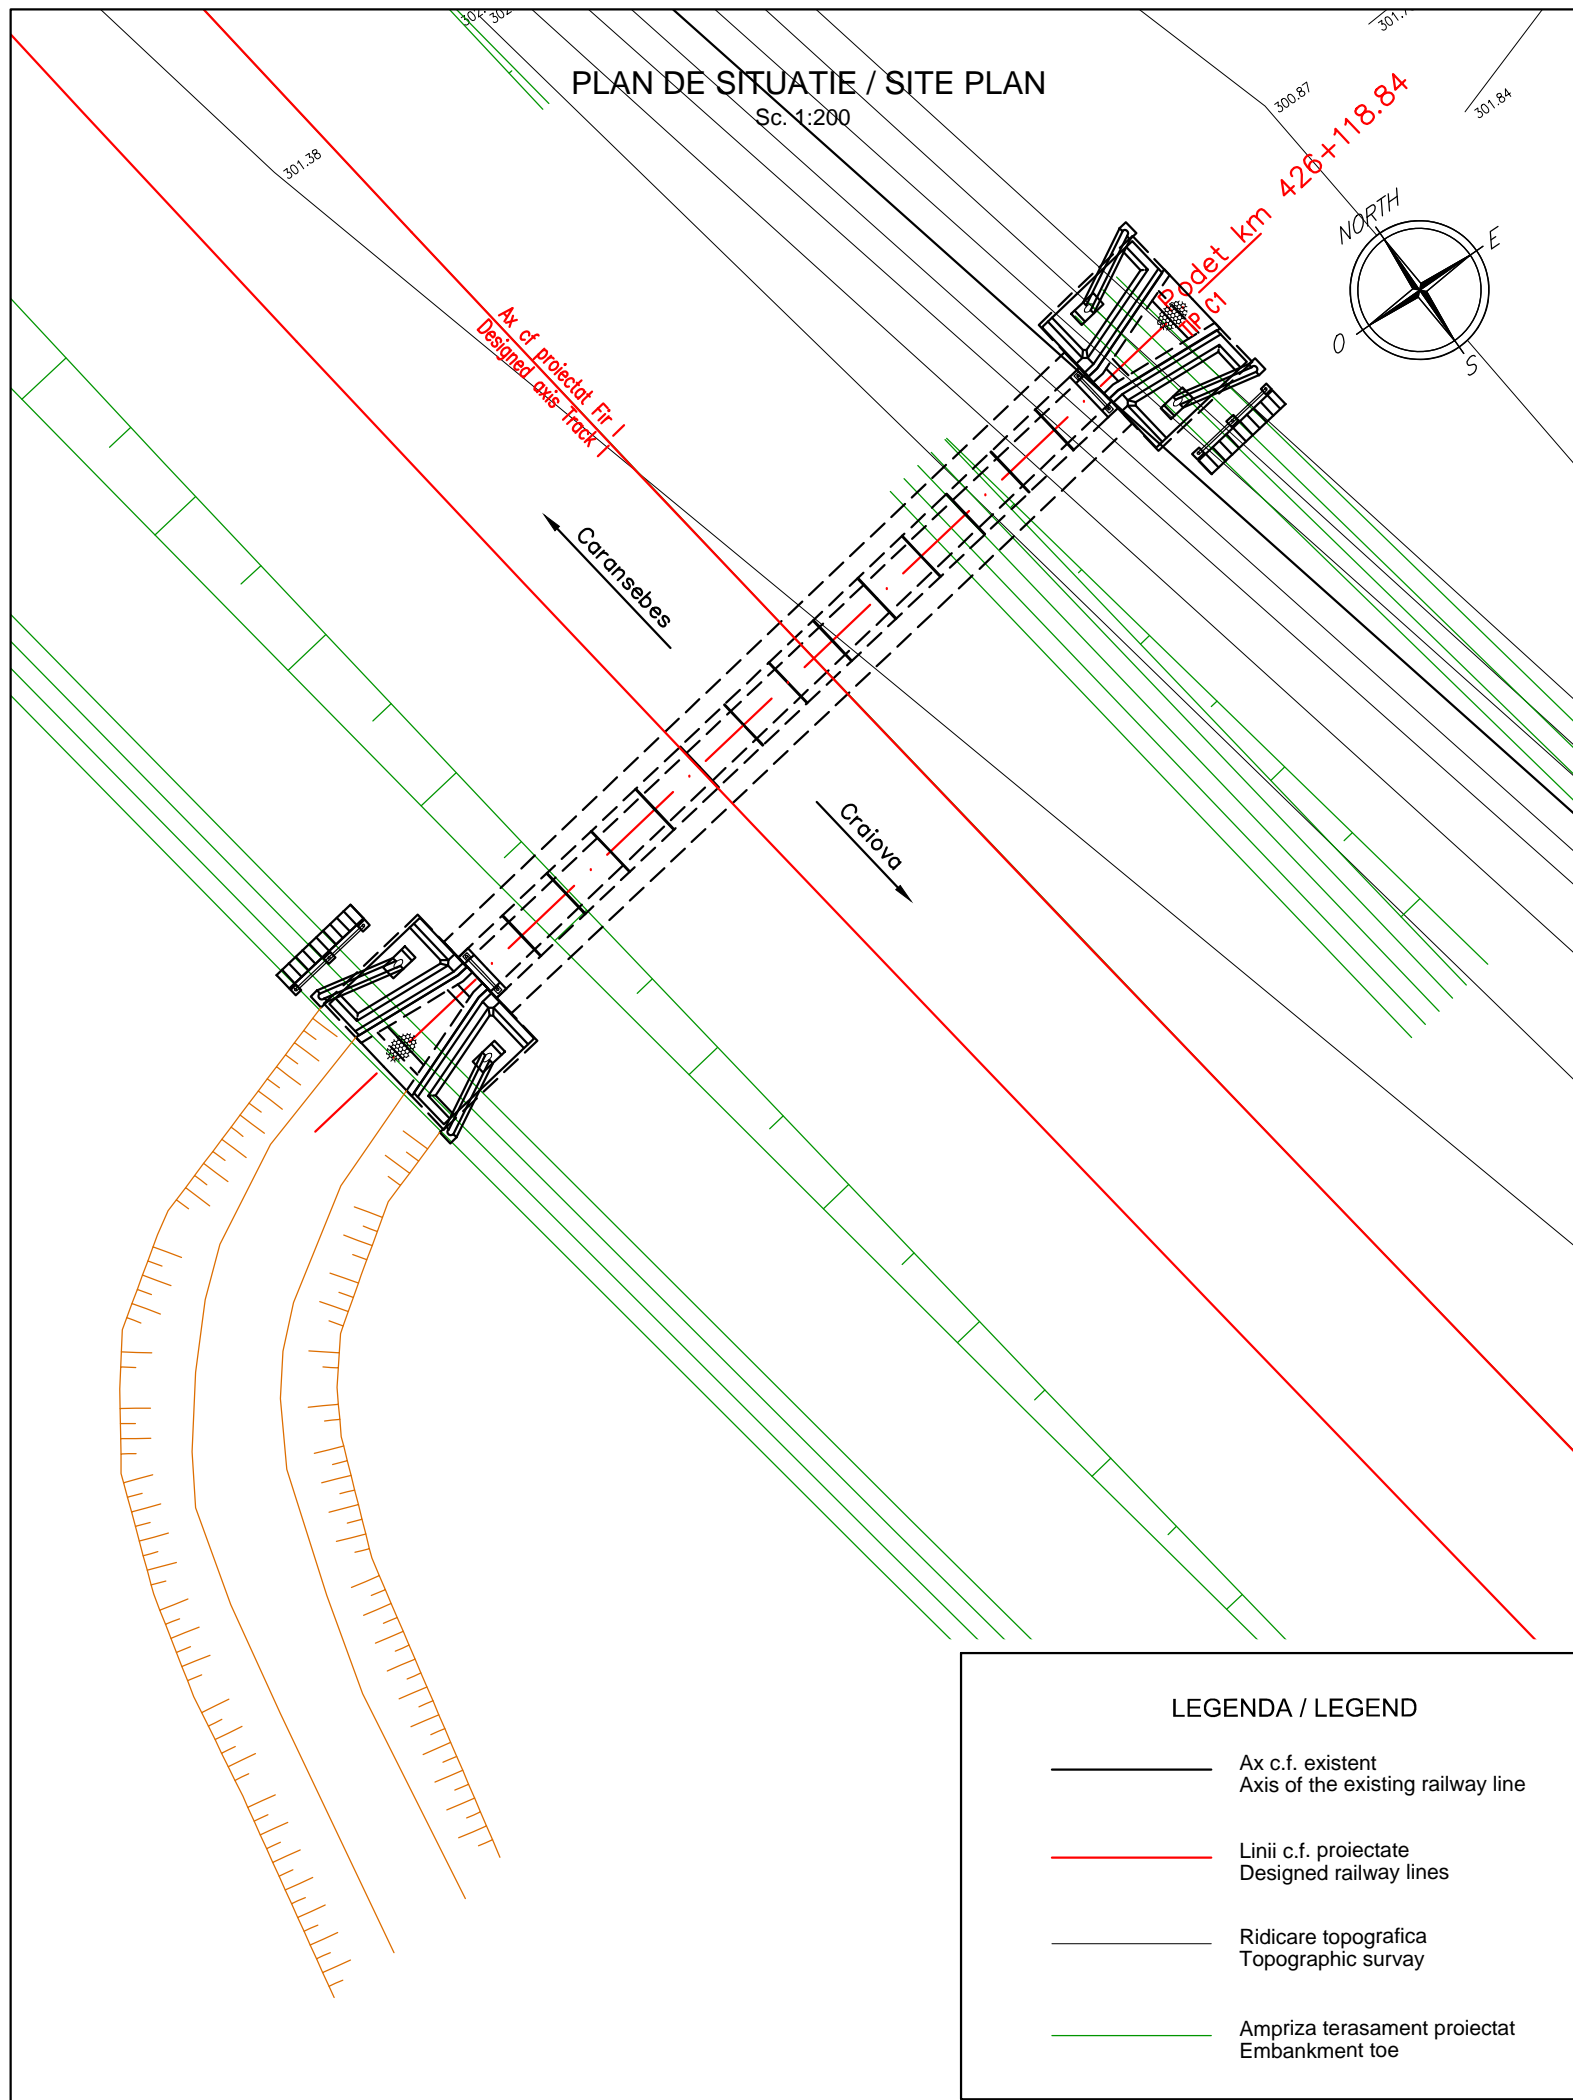 PLAN DE SITUATIE / SITE PLAN
Sc. 1:200
301.38
300.87
301.84
Podet km 426+118.84
C1
NORTH
E
O
S
Ax cf proiectat Fir I
Designed axis Track I
Caransebes
Craiova
LEGENDA / LEGEND
Ax c.f. existent
Axis of the existing railway line
Linii c.f. proiectate
Designed railway lines
Ridicare topografica
Topographic survay
Ampriza terasament proiectat
Embankment toe